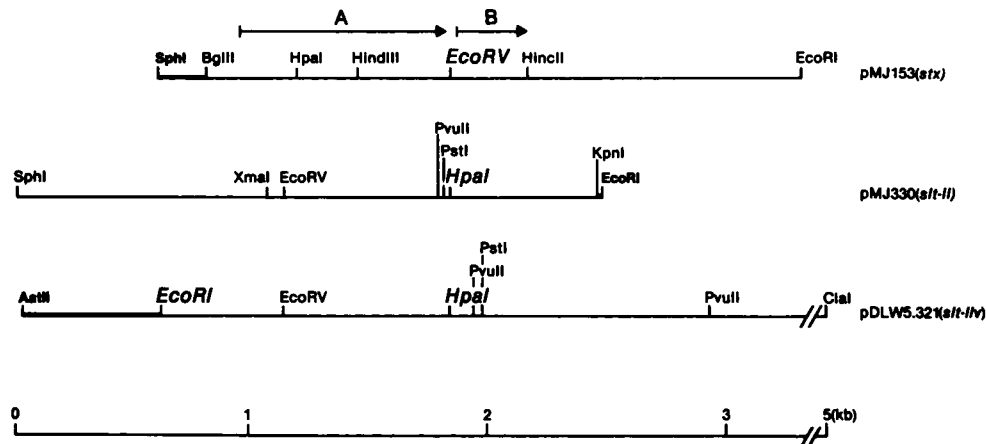 A B
SphI BglII HpaI HindIII EcoRV HincII EcoRI
pMJ153(stx)
PvuII
PstI
KpnI
SphI XmaI EcoRV HpaI EcoRI
pMJ330(slt-II)
PstI
PvuII
AatII EcoRI EcoRV HpaI PvuII ClaI
pDLW5.321(slt-IIv)
0 1 2 3 5(kb)